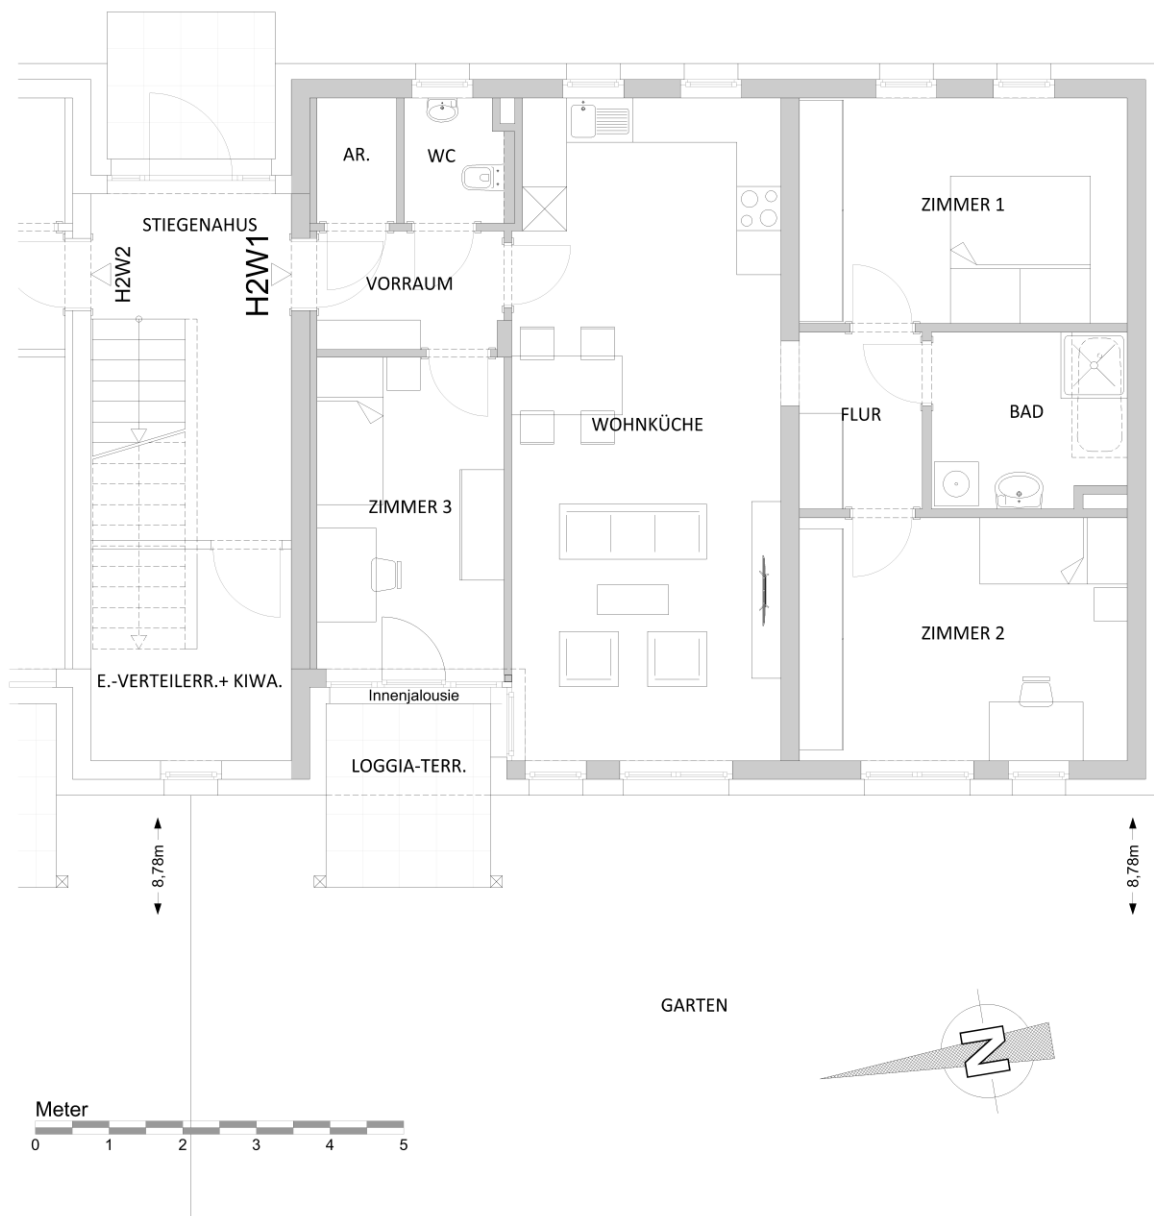 AR.
WC
ZIMMER 1
STIEGENAHUS
H2W2
H2W1
VORRAUM
WOHNKÜCHE
FLUR
BAD
ZIMMER 3
ZIMMER 2
E.-VERTEILERR.+ KIWA.
Innenjalousie
LOGGIA-TERR.
8,78m
8,78m
GARTEN
N
Meter
0 1 2 3 4 5